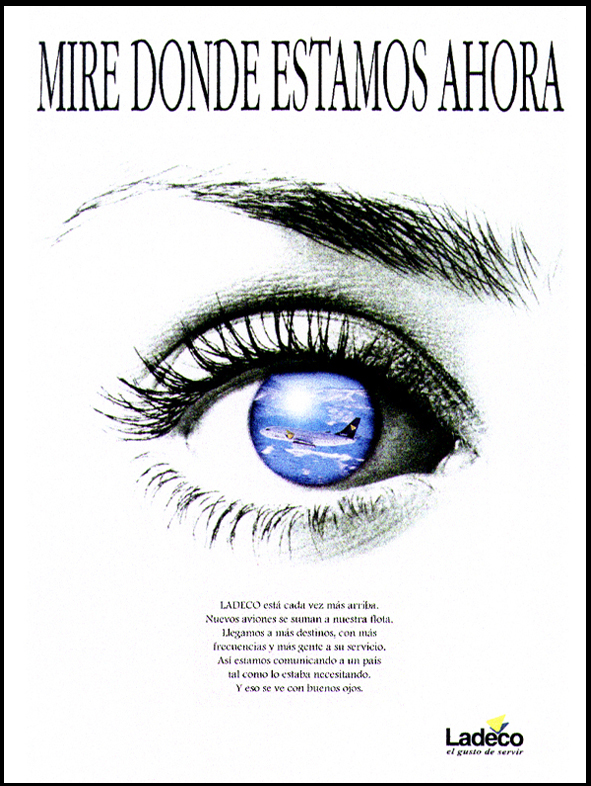 MIRE DONDE ESTAMOS AHORA
LADECO está cada vez más arriba.
Nuevos aviones se suman a nuestra flota.
Llegamos a más destinos, con más
frecuencias y más gente a su servicio.
Así estamos comunicando a un país
tal como lo estaba necesitando.
Y eso se ve con buenos ojos.
Ladeco
el gusto de servir